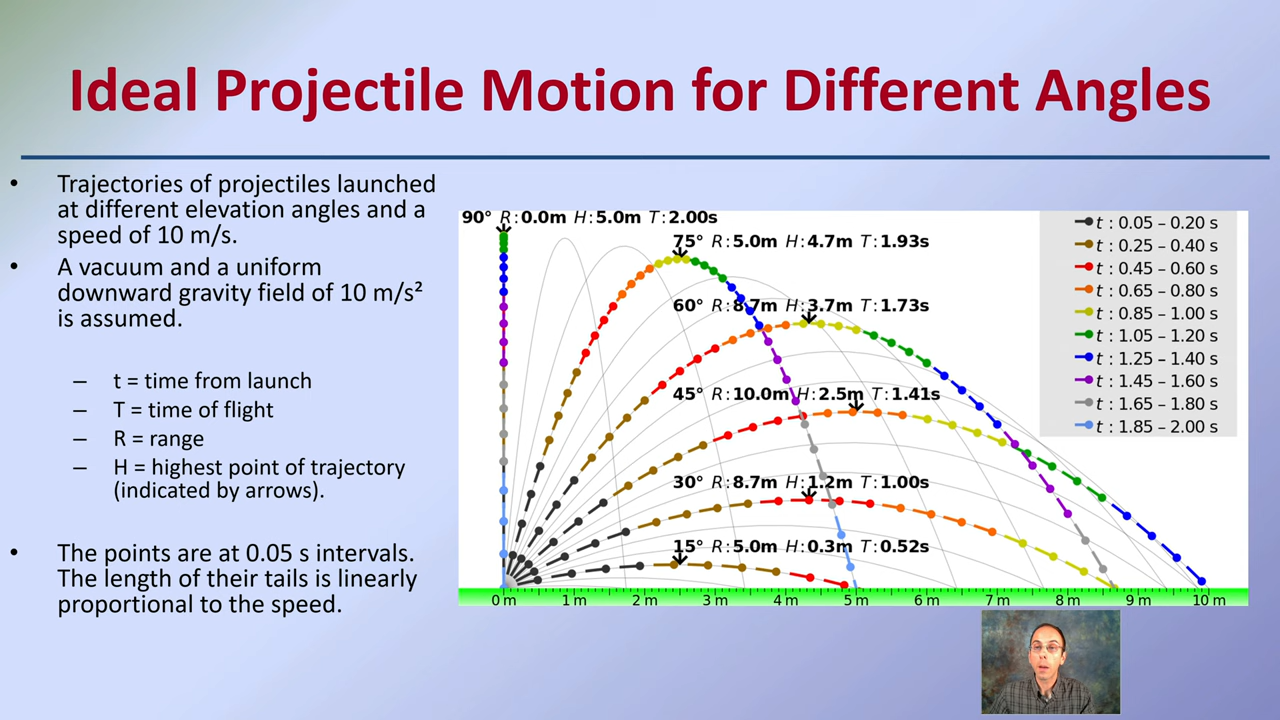 Ideal Projectile Motion for Different Angles
• Trajectories of projectiles launched
at different elevation angles and a
speed of 10 m/s.
• A vacuum and a uniform
downward gravity field of 10 m/s²
is assumed.
– t = time from launch
– T = time of flight
– R = range
– H = highest point of trajectory
(indicated by arrows).
• The points are at 0.05 s intervals.
The length of their tails is linearly
proportional to the speed.
90° R:0.0m H:5.0m T:2.00s
75° R:5.0m H:4.7m T:1.93s
60° R:8.7m H:3.7m T:1.73s
45° R:10.0m H:2.5m T:1.41s
30° R:8.7m H:1.2m T:1.00s
15° R:5.0m H:0.3m T:0.52s
t : 0.05 – 0.20 s
t : 0.25 – 0.40 s
t : 0.45 – 0.60 s
t : 0.65 – 0.80 s
t : 0.85 – 1.00 s
t : 1.05 – 1.20 s
t : 1.25 – 1.40 s
t : 1.45 – 1.60 s
t : 1.65 – 1.80 s
t : 1.85 – 2.00 s
0 m 1 m 2 m 3 m 4 m 5 m 6 m 7 m 8 m 9 m 10 m